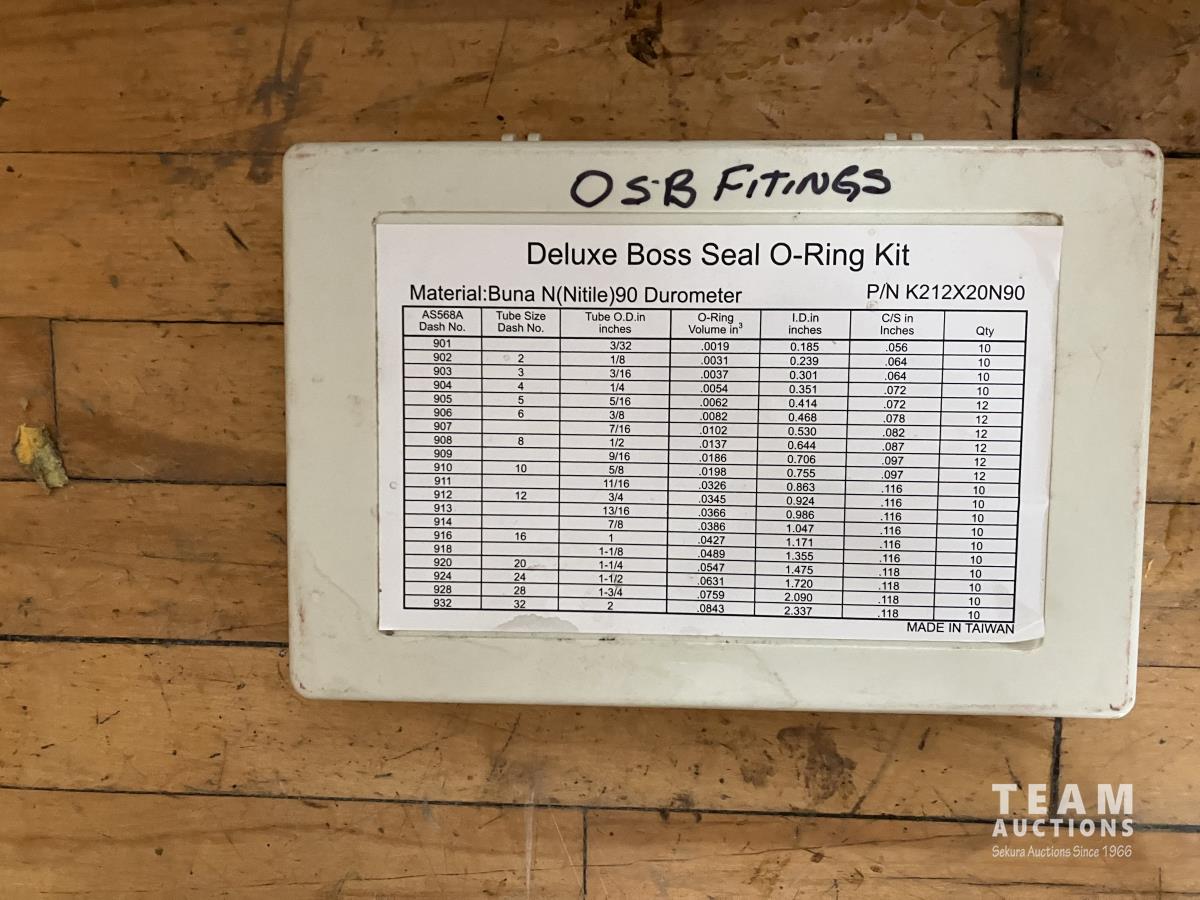 OS-B FITINGS
Deluxe Boss Seal O-Ring Kit
Material:Buna N(Nitile)90 Durometer P/N K212X20N90
AS568A Dash No. Tube Size Dash No. Tube O.D.in inches O-Ring Volume in³ I.D.in inches C/S in Inches Qty
901 3/32 .0019 0.185 .056 10
902 2 1/8 .0031 0.239 .064 10
903 3 3/16 .0037 0.301 .064 10
904 4 1/4 .0054 0.351 .072 10
905 5 5/16 .0062 0.414 .072 12
906 6 3/8 .0082 0.468 .078 12
907 7/16 .0102 0.530 .082 12
908 8 1/2 .0137 0.644 .087 12
909 9/16 .0186 0.706 .097 12
910 10 5/8 .0198 0.755 .097 12
911 11/16 .0326 0.863 .116 10
912 12 3/4 .0345 0.924 .116 10
913 13/16 .0366 0.986 .116 10
914 7/8 .0386 1.047 .116 10
916 16 1 .0427 1.171 .116 10
918 1-1/8 .0489 1.355 .116 10
920 20 1-1/4 .0547 1.475 .118 10
924 24 1-1/2 .0631 1.720 .118 10
928 28 1-3/4 .0759 2.090 .118 10
932 32 2 .0843 2.337 .118 10
MADE IN TAIWAN
TEAM
AUCTIONS
Sekura Auctions Since 1966